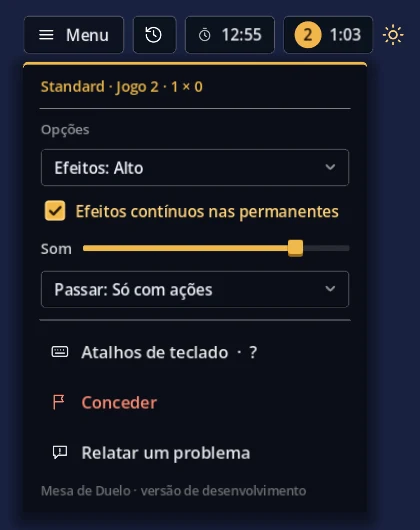 Menu
12:55
2 1:03
Standard · Jogo 2 · 1 × 0
Opções
Efeitos: Alto
Efeitos contínuos nas permanentes
Som
Passar: Só com ações
Atalhos de teclado · ?
Conceder
Relatar um problema
Mesa de Duelo · versão de desenvolvimento